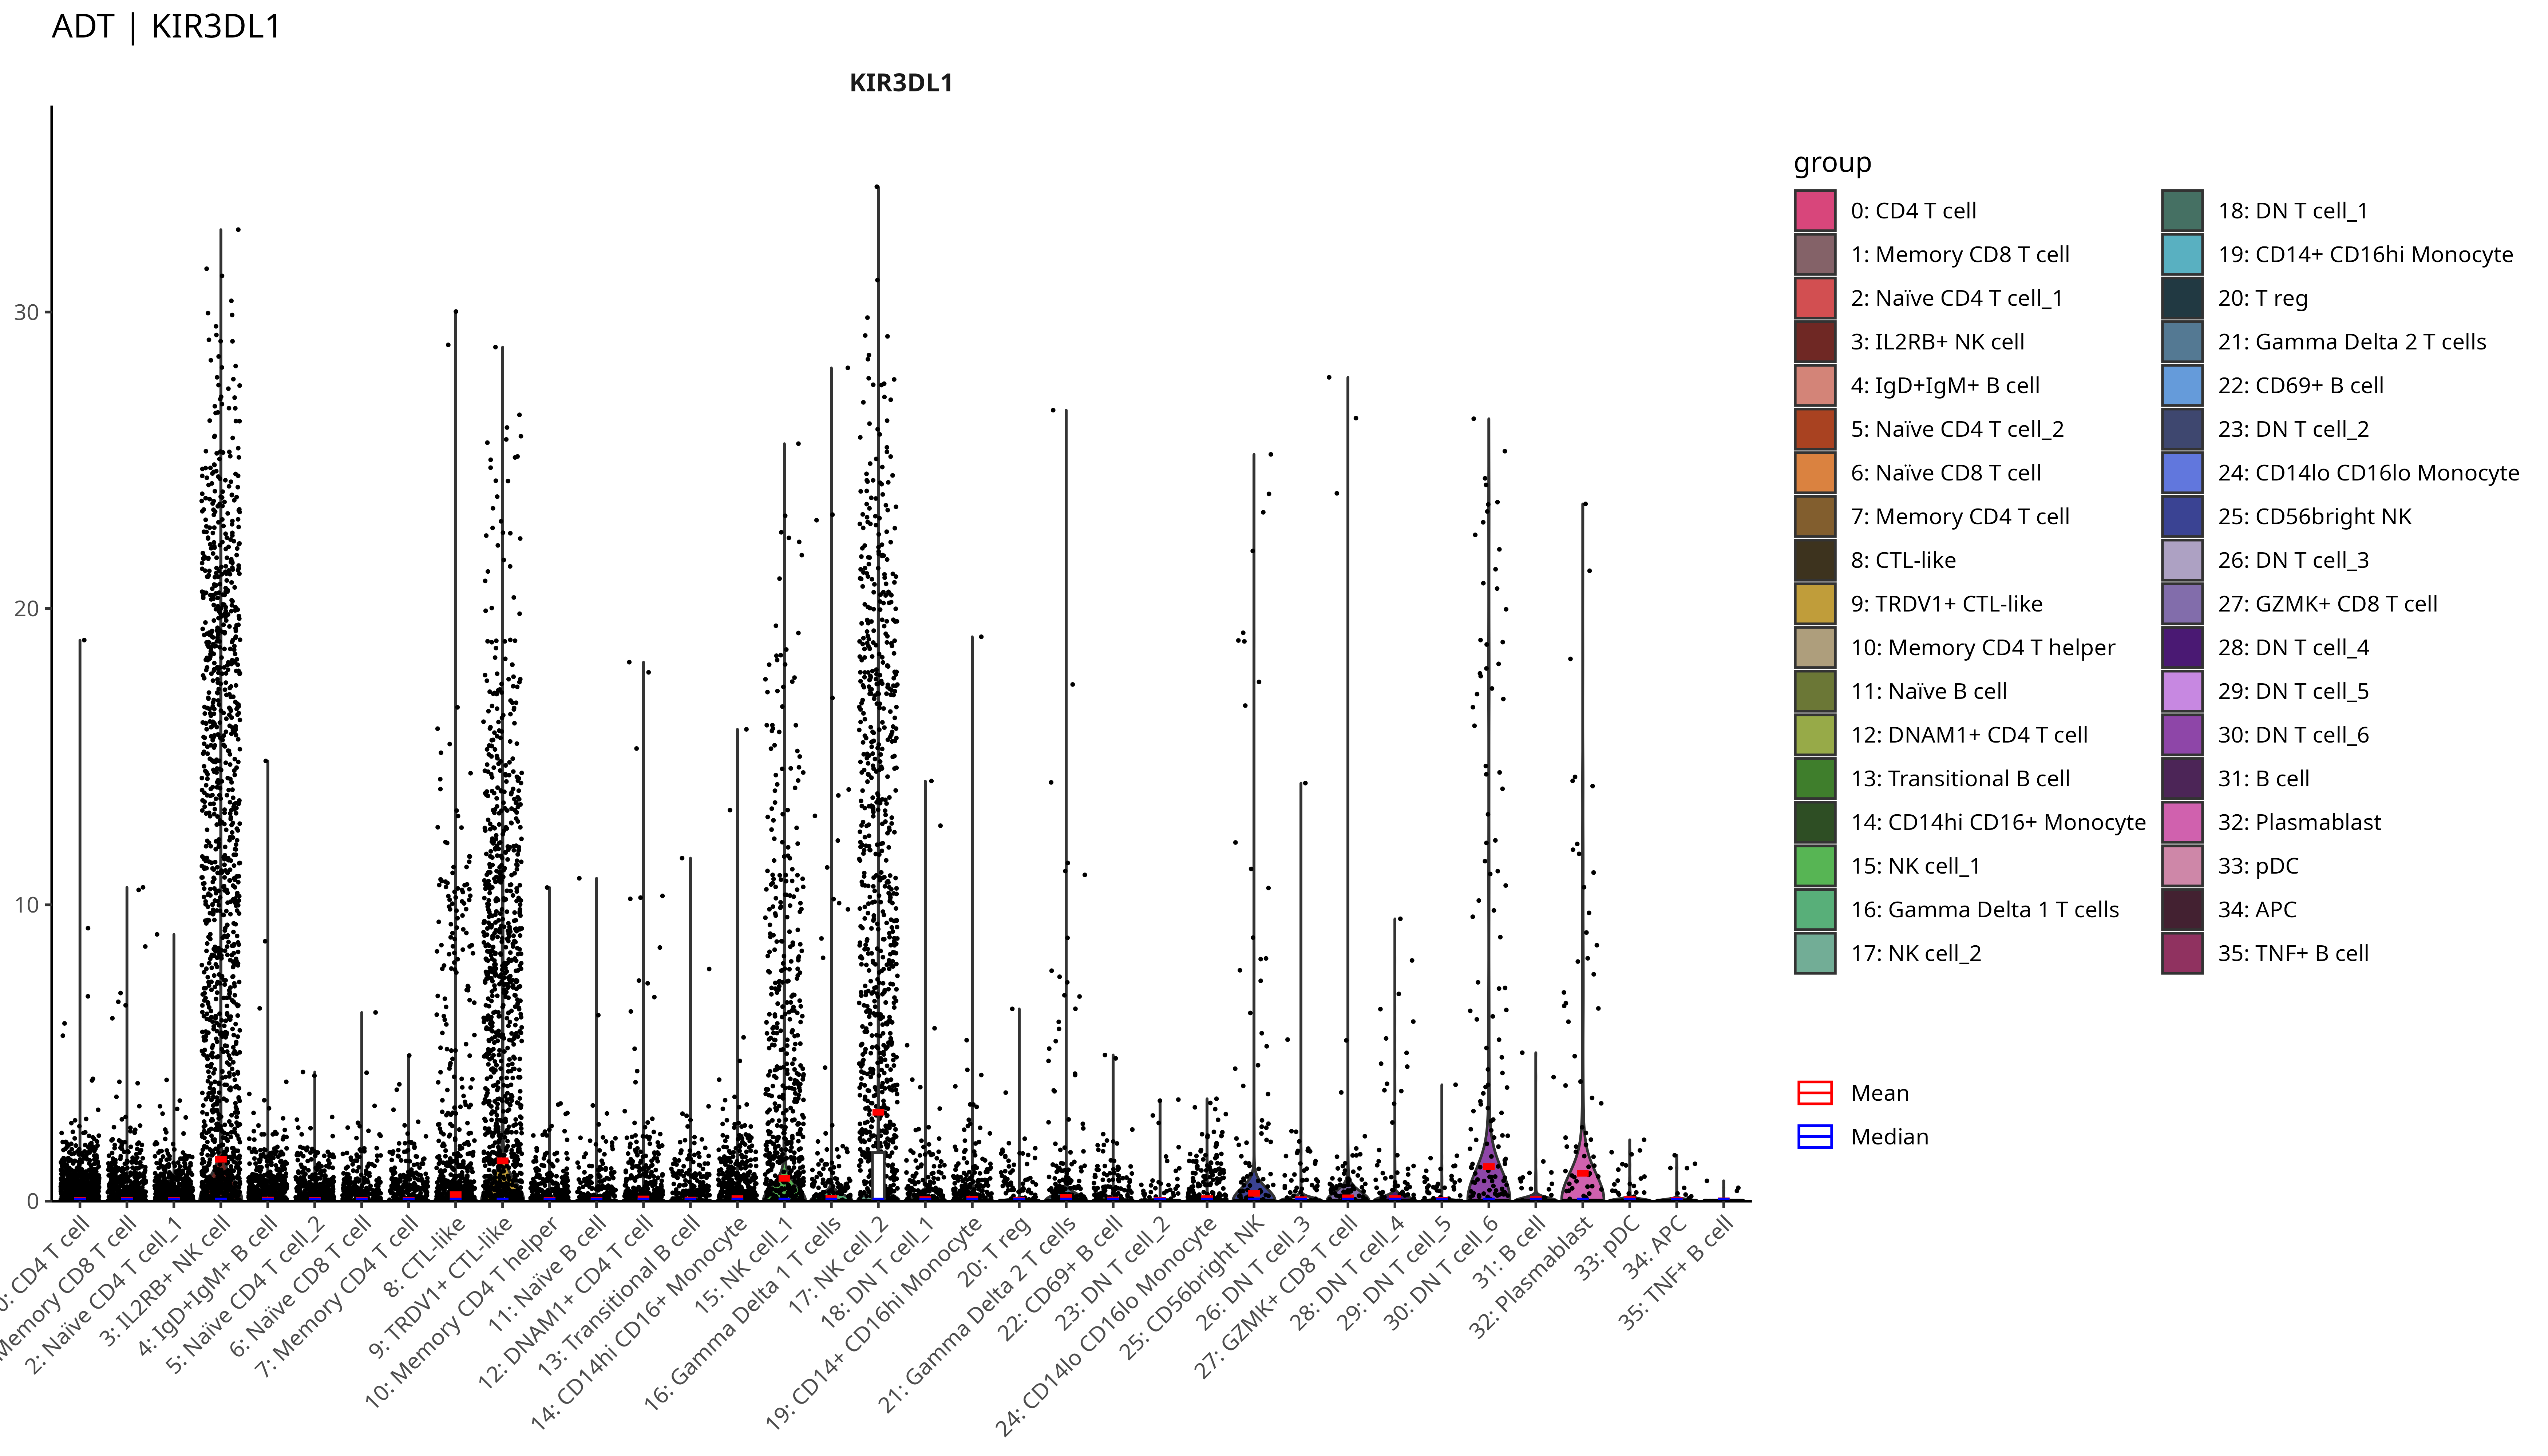 ADT | KIR3DL1
KIR3DL1
30
20
10
0
0: CD4 T cell
Memory CD8 T cell
2: Naïve CD4 T cell_1
3: IL2RB+ NK cell
4: IgD+IgM+ B cell
5: Naïve CD4 T cell_2
6: Naïve CD8 T cell
7: Memory CD4 T cell
8: CTL-like
9: TRDV1+ CTL-like
10: Memory CD4 T helper
11: Naïve B cell
12: DNAM1+ CD4 T cell
13: Transitional B cell
14: CD14hi CD16+ Monocyte
15: NK cell_1
16: Gamma Delta 1 T cells
17: NK cell_2
18: DN T cell_1
19: CD14+ CD16hi Monocyte
20: T reg
21: Gamma Delta 2 T cells
22: CD69+ B cell
23: DN T cell_2
24: CD14lo CD16lo Monocyte
25: CD56bright NK
26: DN T cell_3
27: GZMK+ CD8 T cell
28: DN T cell_4
29: DN T cell_5
30: DN T cell_6
31: B cell
32: Plasmablast
33: pDC
34: APC
35: TNF+ B cell
group
0: CD4 T cell
1: Memory CD8 T cell
2: Naïve CD4 T cell_1
3: IL2RB+ NK cell
4: IgD+IgM+ B cell
5: Naïve CD4 T cell_2
6: Naïve CD8 T cell
7: Memory CD4 T cell
8: CTL-like
9: TRDV1+ CTL-like
10: Memory CD4 T helper
11: Naïve B cell
12: DNAM1+ CD4 T cell
13: Transitional B cell
14: CD14hi CD16+ Monocyte
15: NK cell_1
16: Gamma Delta 1 T cells
17: NK cell_2
18: DN T cell_1
19: CD14+ CD16hi Monocyte
20: T reg
21: Gamma Delta 2 T cells
22: CD69+ B cell
23: DN T cell_2
24: CD14lo CD16lo Monocyte
25: CD56bright NK
26: DN T cell_3
27: GZMK+ CD8 T cell
28: DN T cell_4
29: DN T cell_5
30: DN T cell_6
31: B cell
32: Plasmablast
33: pDC
34: APC
35: TNF+ B cell
Mean
Median